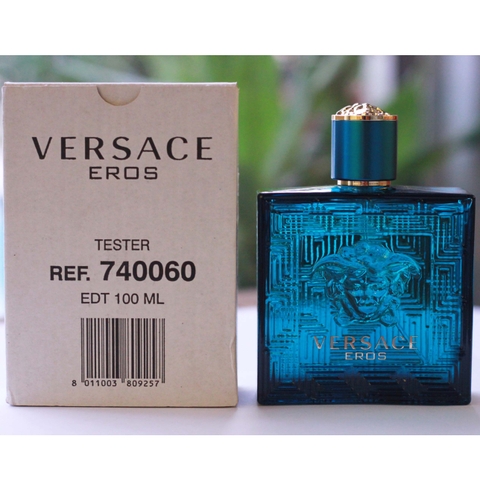 VERSACE
EROS
TESTER
REF. 740060
EDT 100 ML
8 011003 809257
VERSACE
EROS